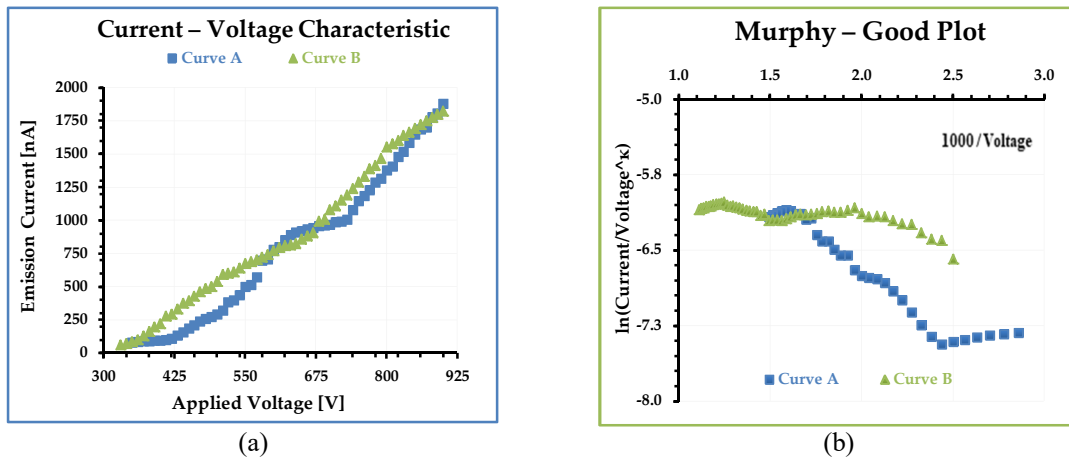 Current – Voltage Characteristic
Curve A Curve B
Emission Current [nA]
2000
1750
1500
1250
1000
750
500
250
0
300 425 550 675 800 925
Applied Voltage [V]
(a)
Murphy – Good Plot
1.0 1.5 2.0 2.5 3.0
1000/Voltage
ln(Current/Voltage^κ)
-5.0
-5.8
-6.5
-7.3
-8.0
Curve A Curve B
(b)